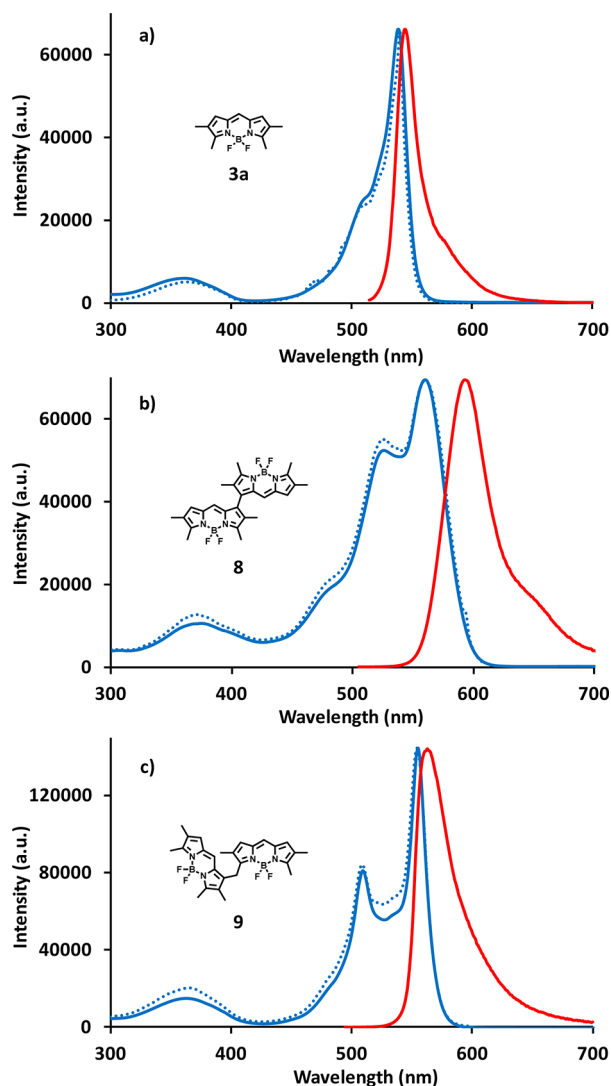 a)
Intensity (a.u.)
60000
40000
20000
0
N
N
B
F
F
3a
300
400
500
600
700
Wavelength (nm)
b)
Intensity (a.u.)
60000
40000
20000
0
F
F
B
N
N
N
N
B
F
F
8
300
400
500
600
700
Wavelength (nm)
c)
Intensity (a.u.)
120000
80000
40000
0
N
F
B
F
N
N
N
B
F
F
9
300
400
500
600
700
Wavelength (nm)